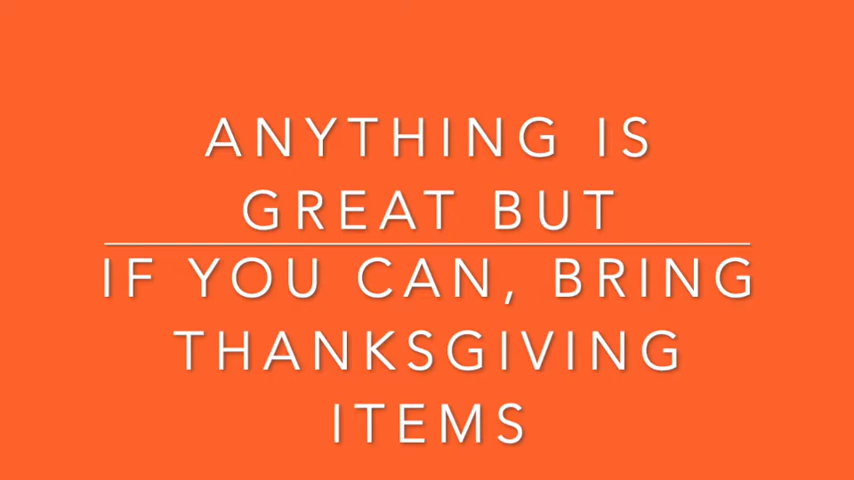 ANYTHING IS
GREAT BUT
IF YOU CAN, BRING
THANKSGIVING
ITEMS